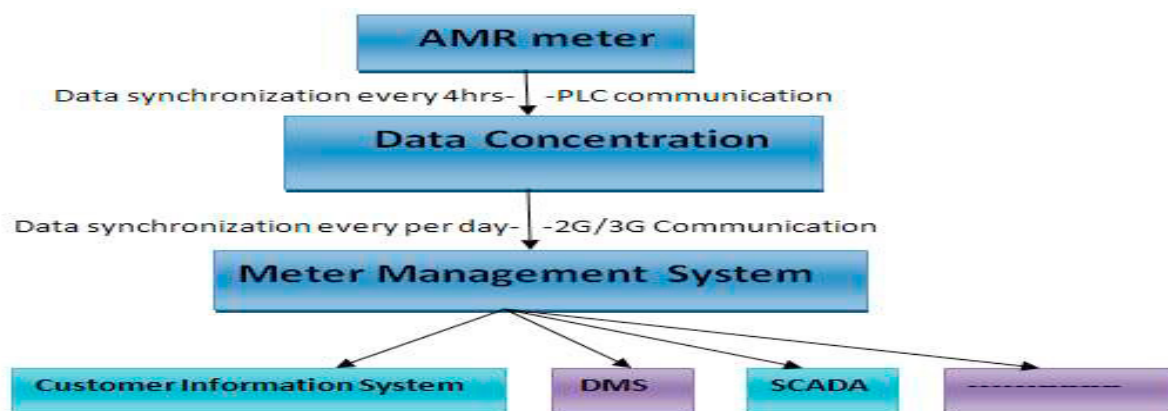 AMR meter
Data synchronization every 4hrs- -PLC communication
Data Concentration
Data synchronization every per day- -2G/3G Communication
Meter Management System
Customer Information System DMS SCADA ---------------